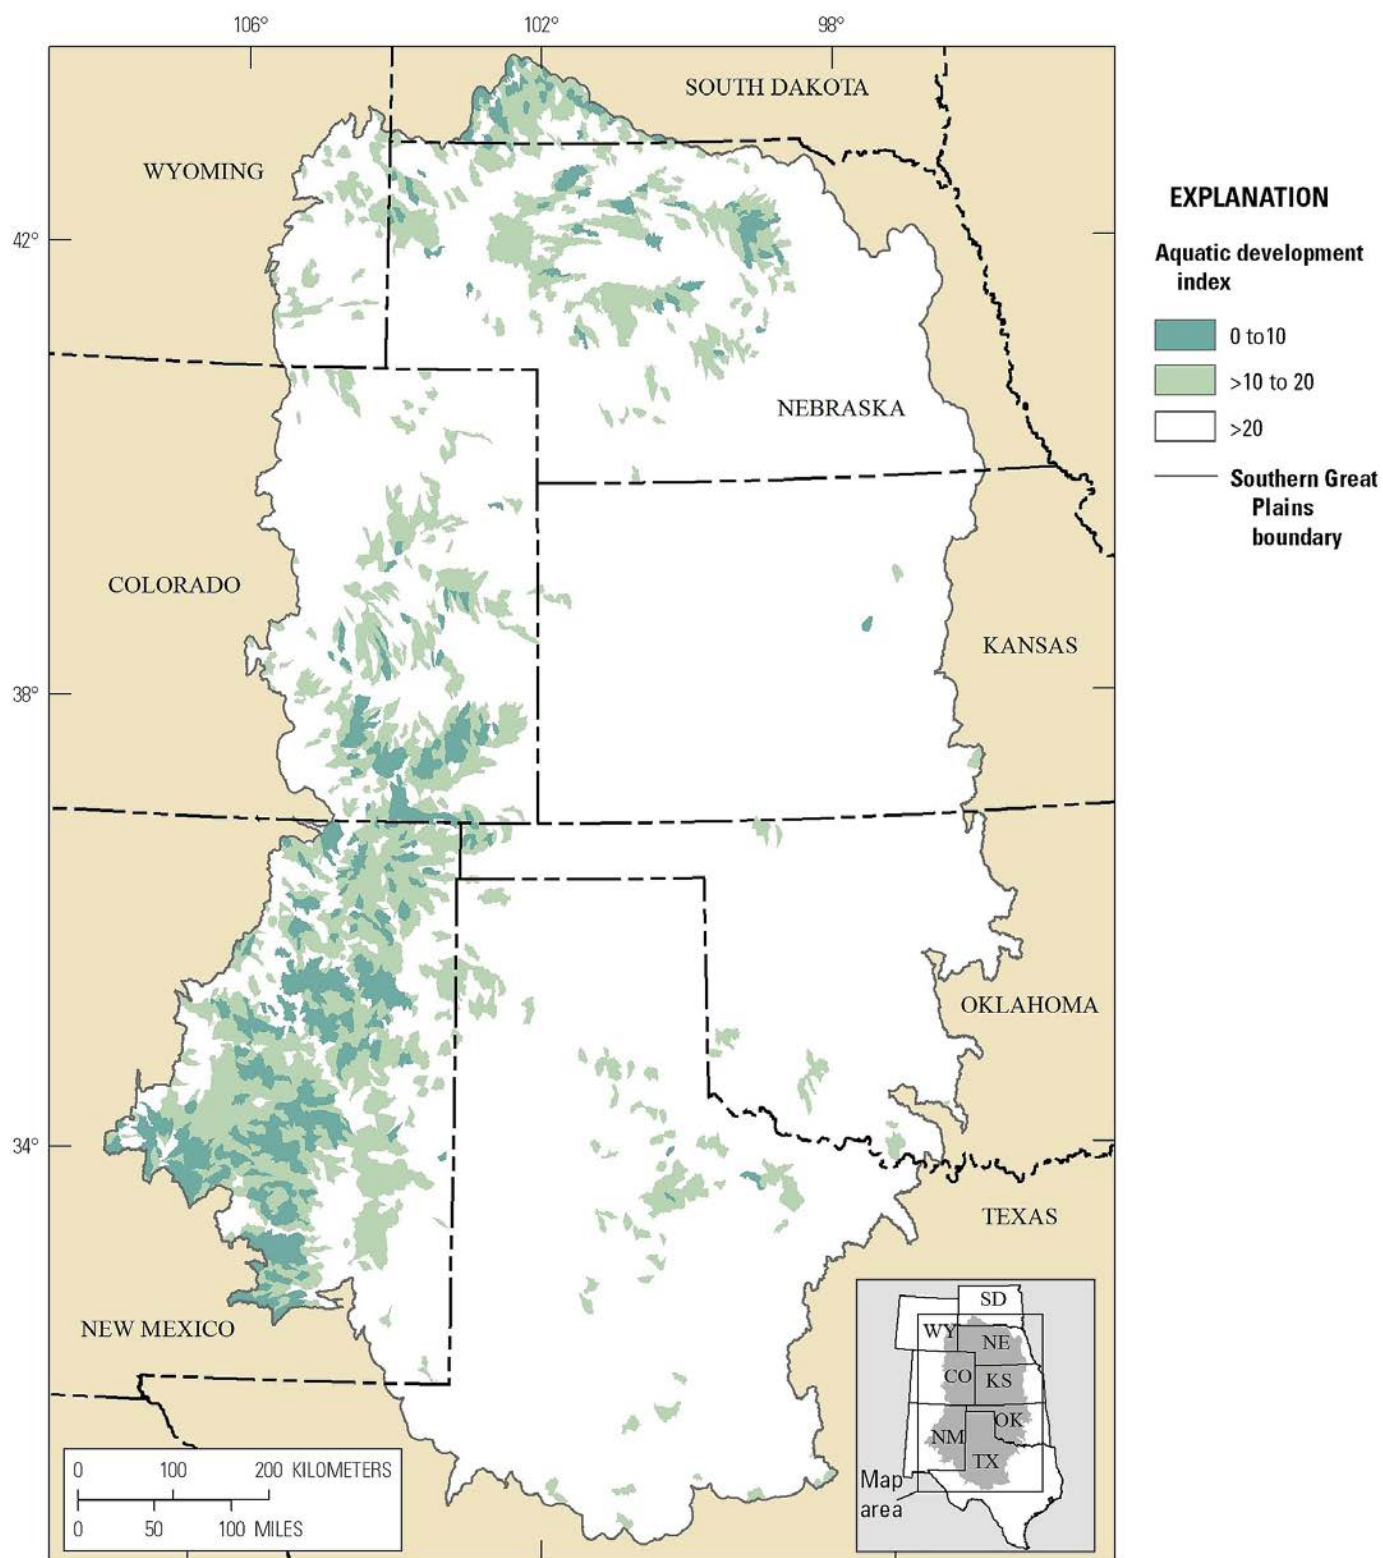 106°
102°
98°
SOUTH DAKOTA
WYOMING
42°
NEBRASKA
COLORADO
KANSAS
38°
OKLAHOMA
34°
TEXAS
NEW MEXICO
EXPLANATION
Aquatic development
index
0 to10
>10 to 20
>20
Southern Great
Plains
boundary
0 100 200 KILOMETERS
0 50 100 MILES
SD
WY
NE
CO
KS
OK
NM
TX
Map
area